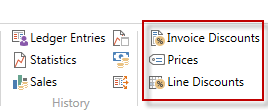 Ledger Entries
Statistics
Sales
History
Invoice Discounts
Prices
Line Discounts